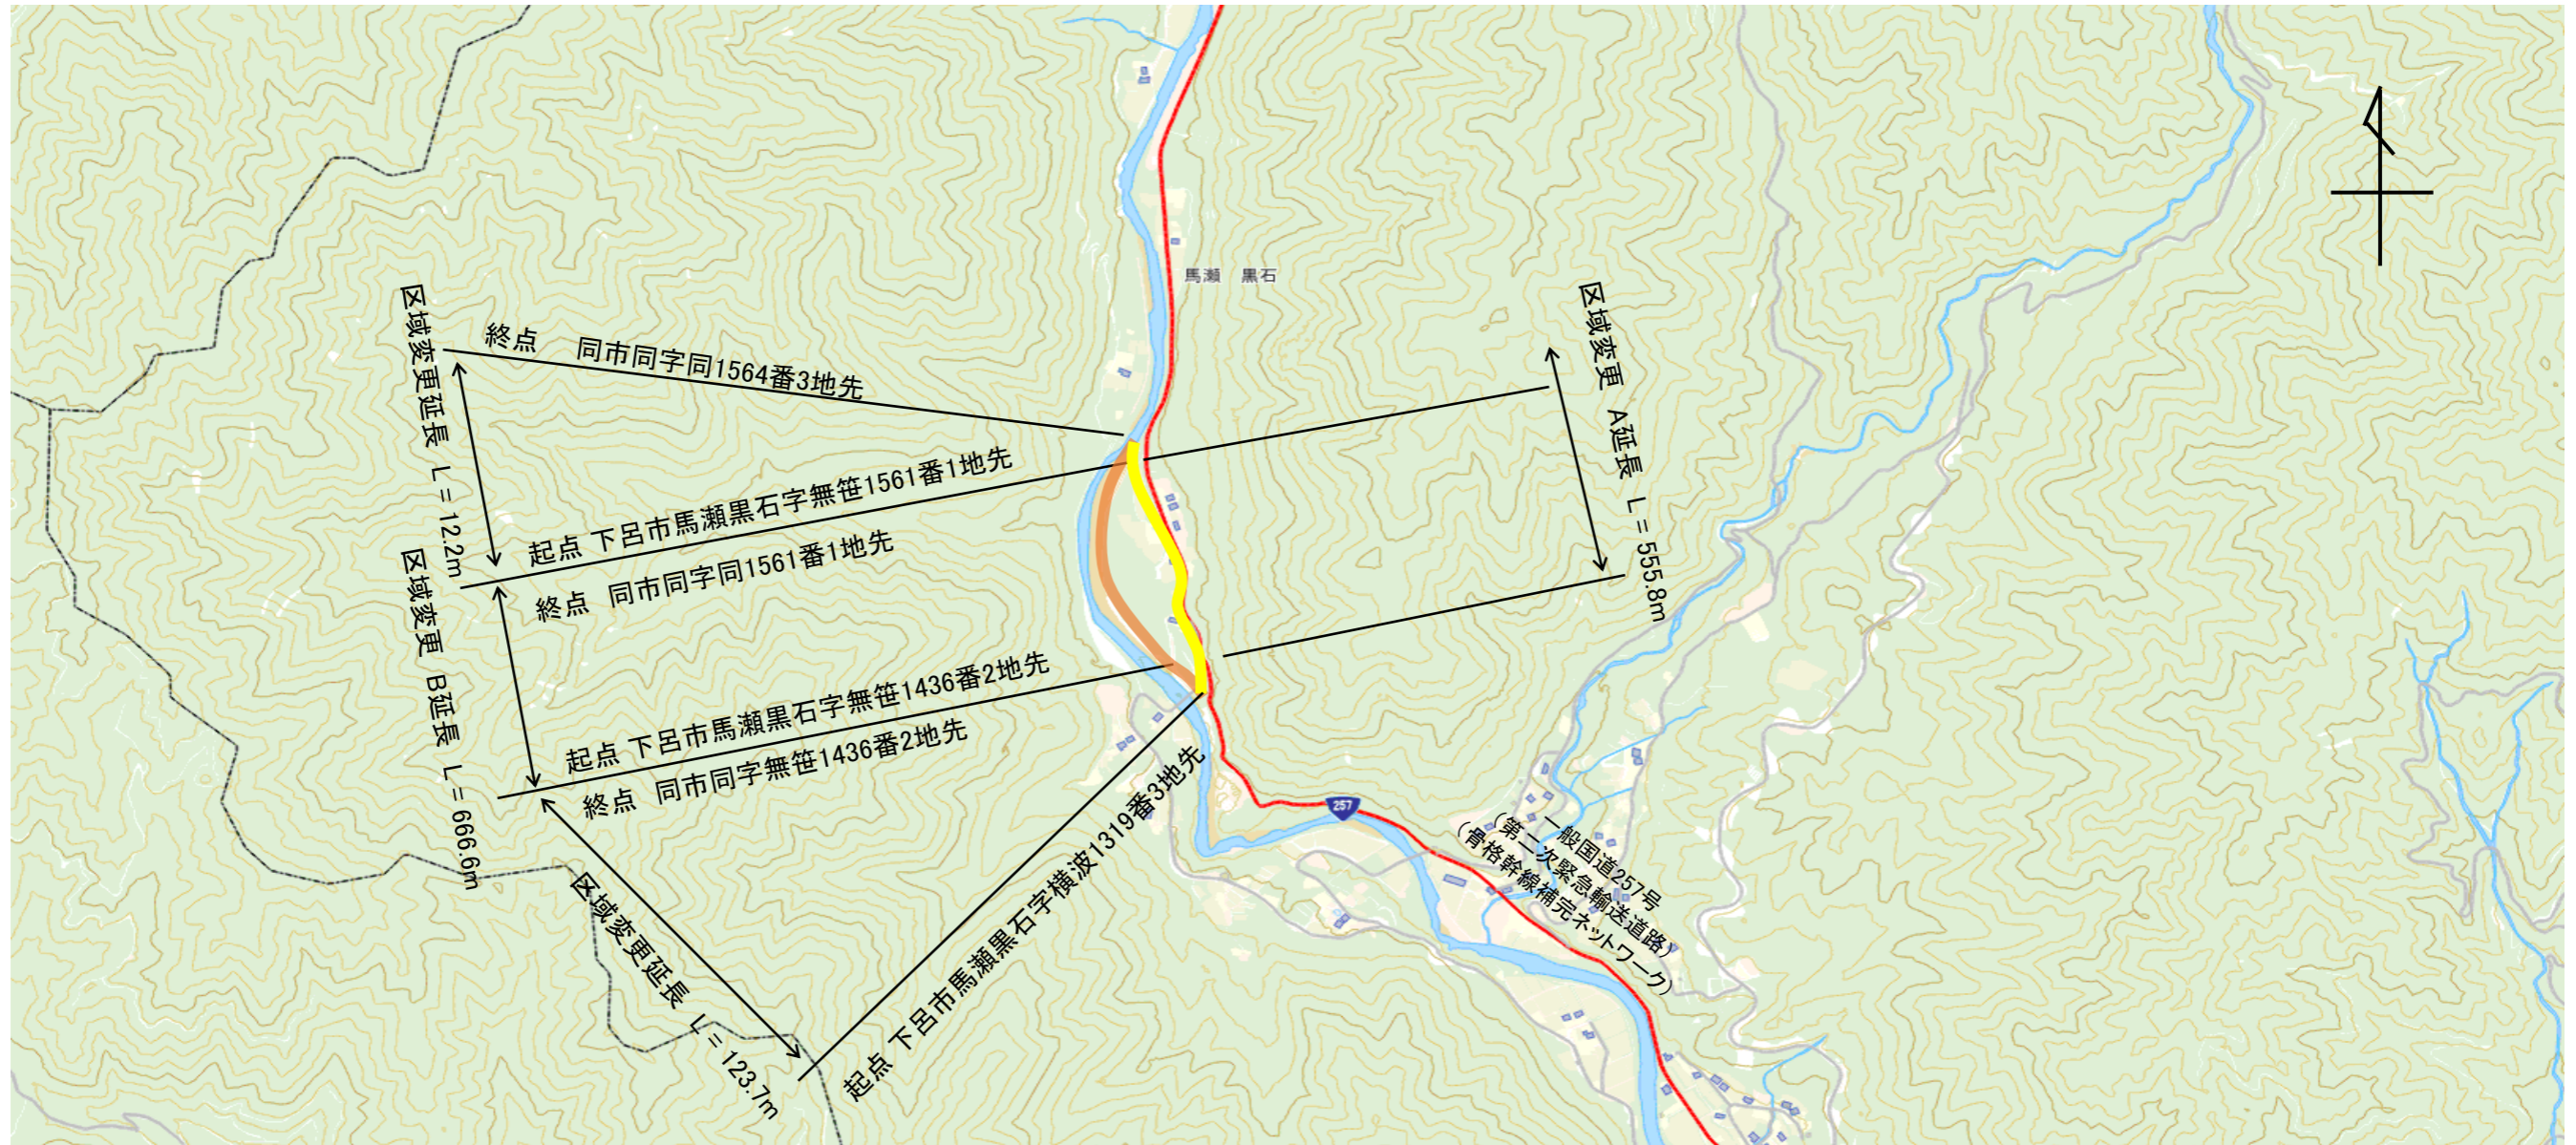 馬瀬　黒石
区域変更延長　L＝12.2m
終点　同市同字同1564番3地先
起点 下呂市馬瀬黒石字無笹1561番1地先
終点　同市同字同1561番1地先
区域変更　A延長　L＝555.8m
区域変更　B延長　L＝666.6m
起点 下呂市馬瀬黒石字無笹1436番2地先
終点　同市同字無笹1436番2地先
区域変更延長　L＝123.7m
起点 下呂市馬瀬黒石字横波1319番3地先
257
一般国道257号
（第二次緊急輸送道路）
（骨格幹線補完ネットワーク）